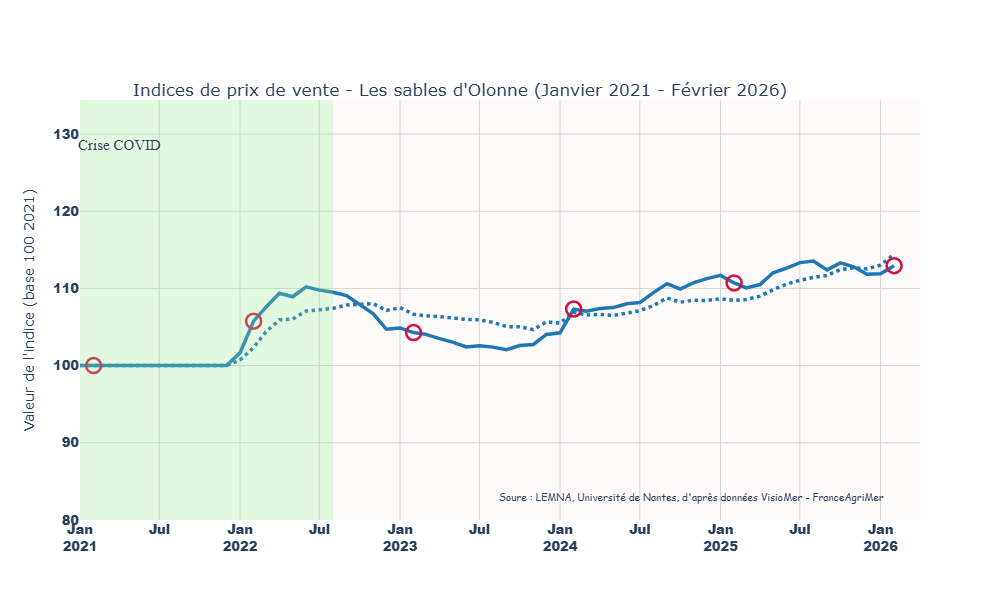 Indices de prix de vente - Les sables d'Olonne (Janvier 2021 - Février 2026)
Valeur de l'indice (base 100 2021)
130
Crise COVID
120
110
100
90
80
Soure : LEMNA, Université de Nantes, d'après données VisioMer - FranceAgriMer
Jan Jul Jan Jul Jan Jul Jan Jul Jan Jul Jan
2021 2022 2023 2024 2025 2026